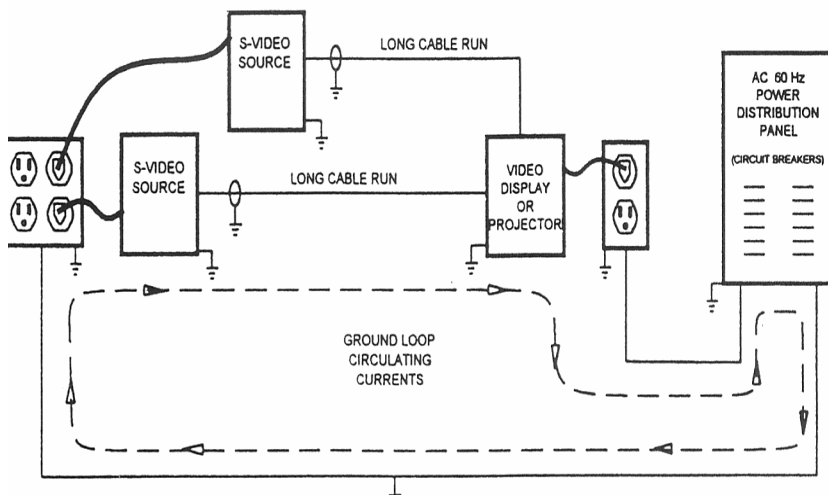 S-VIDEO
SOURCE
LONG CABLE RUN
AC 60 Hz
POWER
DISTRIBUTION
PANEL
(CIRCUIT BREAKERS)
S-VIDEO
SOURCE
LONG CABLE RUN
VIDEO
DISPLAY
OR
PROJECTOR
GROUND LOOP
CIRCULATING
CURRENTS